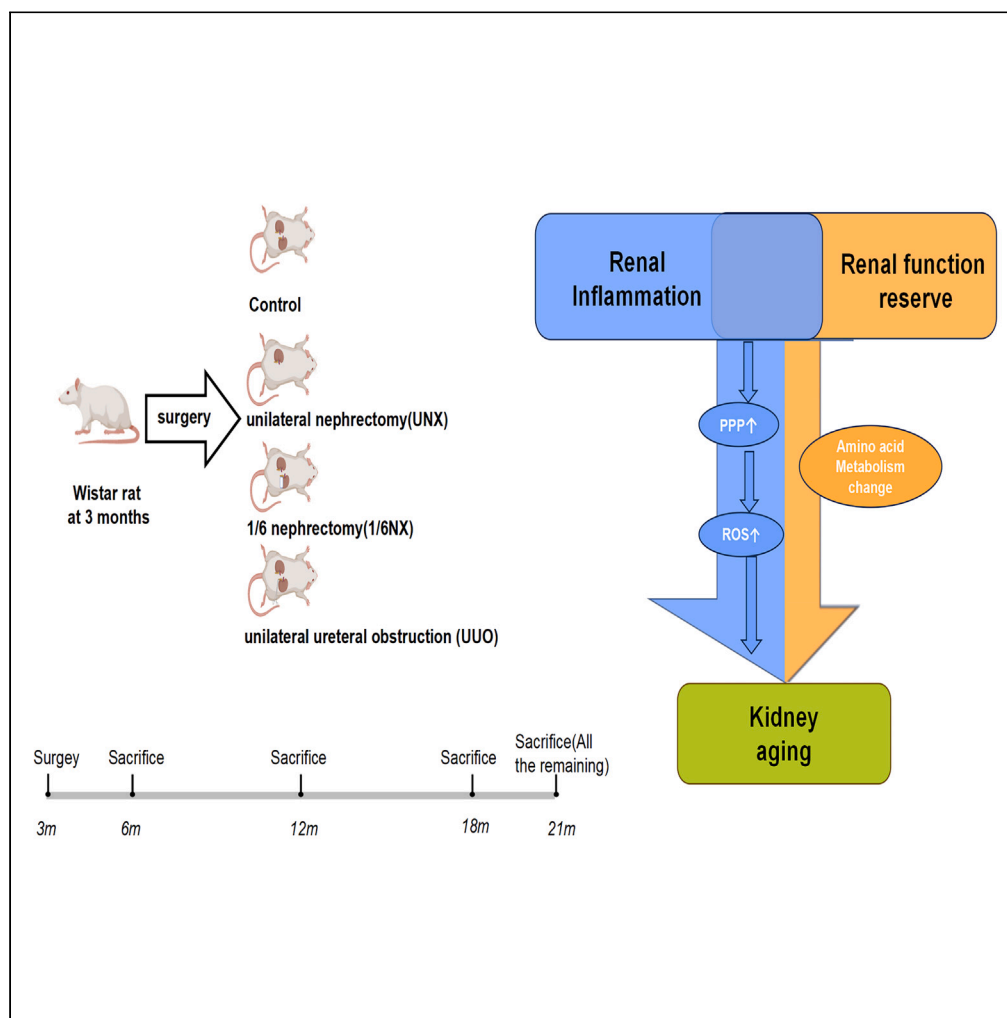 Control
surgery
unilateral nephrectomy(UNX)
Wistar rat
at 3 months
1/6 nephrectomy(1/6NX)
unilateral ureteral obstruction (UUO)
Surgey
Sacrifice
Sacrifice
Sacrifice
Sacrifice(All
the remaining)
3m
6m
12m
18m
21m
Renal
Inflammation
Renal function
reserve
PPP↑
Amino acid
Metabolism
change
ROS↑
Kidney
aging